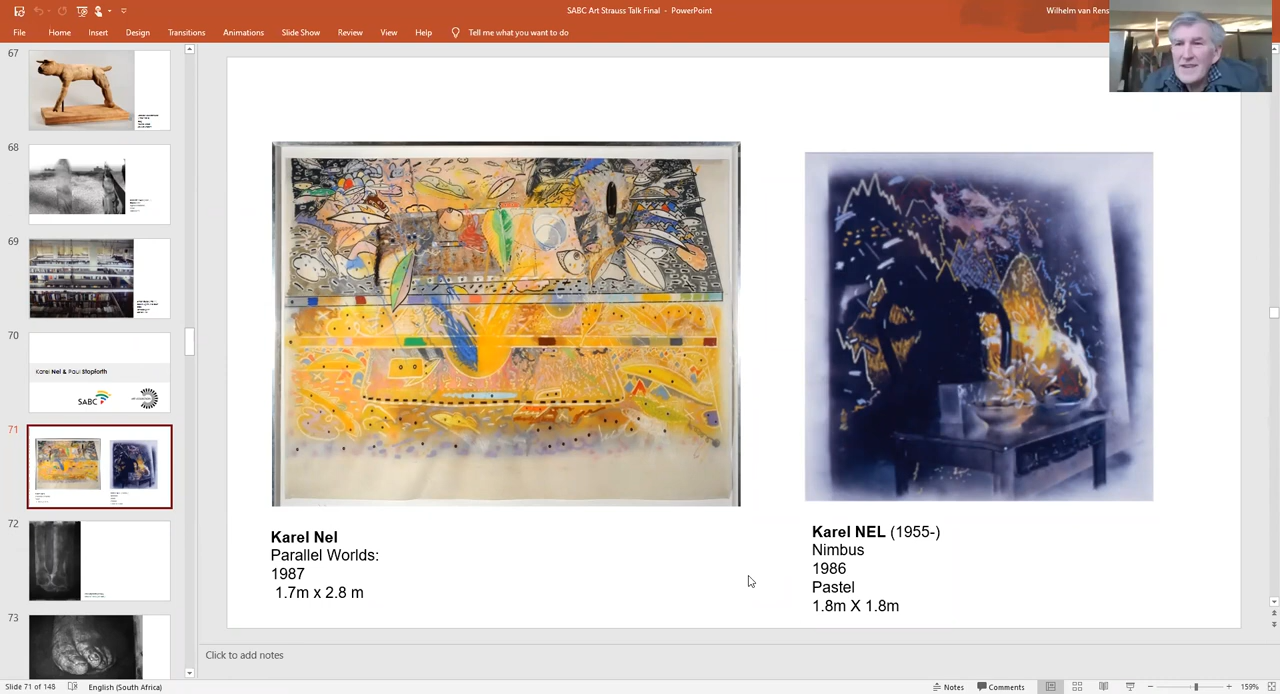 SABC Art Strauss Talk Final - PowerPoint
Wilhelm van Rens
File Home Insert Design Transitions Animations Slide Show Review View Help Tell me what you want to do
67
68
69
70
Karel Nel & Paul Stopforth
SABC
71
72
73
Karel Nel
Parallel Worlds:
1987
1.7m x 2.8 m
Karel NEL (1955-)
Nimbus
1986
Pastel
1.8m X 1.8m
Click to add notes
Slide 71 of 148 English (South Africa) Notes Comments 159%